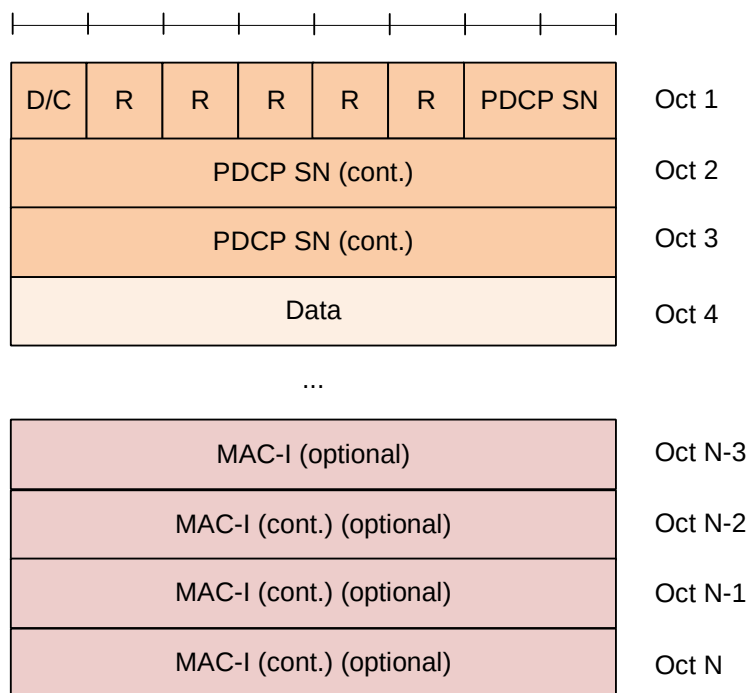 D/C R R R R R PDCP SN Oct 1
PDCP SN (cont.) Oct 2
PDCP SN (cont.) Oct 3
Data Oct 4
...
MAC-I (optional) Oct N-3
MAC-I (cont.) (optional) Oct N-2
MAC-I (cont.) (optional) Oct N-1
MAC-I (cont.) (optional) Oct N